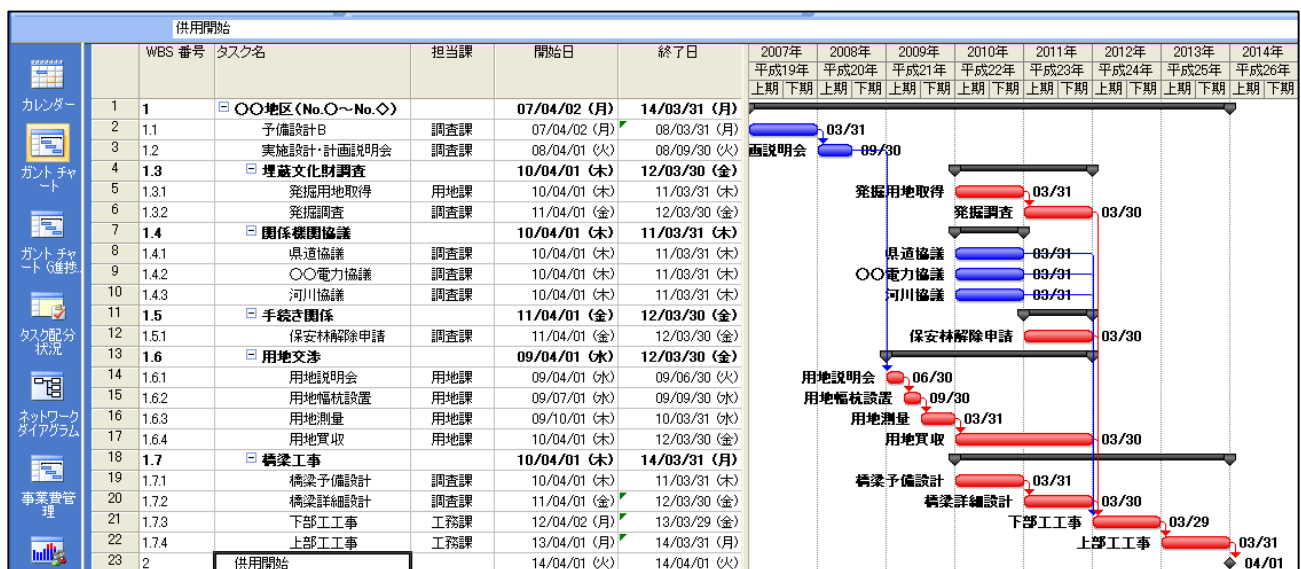 供用開始
カレンダー
ガント チャ
ート
ガント チャ
ート (進捗..
タスク配分
状況
ネットワーク
ダイアグラム
事業費管
理
WBS 番号 タスク名 担当課 開始日 終了日
2007年 2008年 2009年 2010年 2011年 2012年 2013年 2014年
平成19年 平成20年 平成21年 平成22年 平成23年 平成24年 平成25年 平成26年
上期 下期 上期 下期 上期 下期 上期 下期 上期 下期 上期 下期 上期 下期 上期 下期
1 1 〇〇地区(No.〇～No.◇) 07/04/02 (月) 14/03/31 (月)
2 1.1 予備設計B 調査課 07/04/02 (月) 08/03/31 (月) 03/31
3 1.2 実施設計・計画説明会 調査課 08/04/01 (火) 08/09/30 (火) 画説明会 09/30
4 1.3 埋蔵文化財調査 10/04/01 (木) 12/03/30 (金)
5 1.3.1 発掘用地取得 用地課 10/04/01 (木) 11/03/31 (木) 発掘用地取得 03/31
6 1.3.2 発掘調査 調査課 11/04/01 (金) 12/03/30 (金) 発掘調査 03/30
7 1.4 関係機関協議 10/04/01 (木) 11/03/31 (木)
8 1.4.1 県道協議 調査課 10/04/01 (木) 11/03/31 (木) 県道協議 03/31
9 1.4.2 〇〇電力協議 調査課 10/04/01 (木) 11/03/31 (木) 〇〇電力協議 03/31
10 1.4.3 河川協議 調査課 10/04/01 (木) 11/03/31 (木) 河川協議 03/31
11 1.5 手続き関係 11/04/01 (金) 12/03/30 (金)
12 1.5.1 保安林解除申請 調査課 11/04/01 (金) 12/03/30 (金) 保安林解除申請 03/30
13 1.6 用地交渉 09/04/01 (水) 12/03/30 (金)
14 1.6.1 用地説明会 用地課 09/04/01 (水) 09/06/30 (火) 用地説明会 06/30
15 1.6.2 用地幅杭設置 用地課 09/07/01 (水) 09/09/30 (水) 用地幅杭設置 09/30
16 1.6.3 用地測量 用地課 09/10/01 (木) 10/03/31 (水) 用地測量 03/31
17 1.6.4 用地買収 用地課 10/04/01 (木) 12/03/30 (金) 用地買収 03/30
18 1.7 橋梁工事 10/04/01 (木) 14/03/31 (月)
19 1.7.1 橋梁予備設計 調査課 10/04/01 (木) 11/03/31 (木) 橋梁予備設計 03/31
20 1.7.2 橋梁詳細設計 調査課 11/04/01 (金) 12/03/30 (金) 橋梁詳細設計 03/30
21 1.7.3 下部工工事 工務課 12/04/02 (月) 13/03/29 (金) 下部工工事 03/29
22 1.7.4 上部工工事 工務課 13/04/01 (月) 14/03/31 (月) 上部工工事 03/31
23 2 供用開始 14/04/01 (火) 14/04/01 (火) 04/01